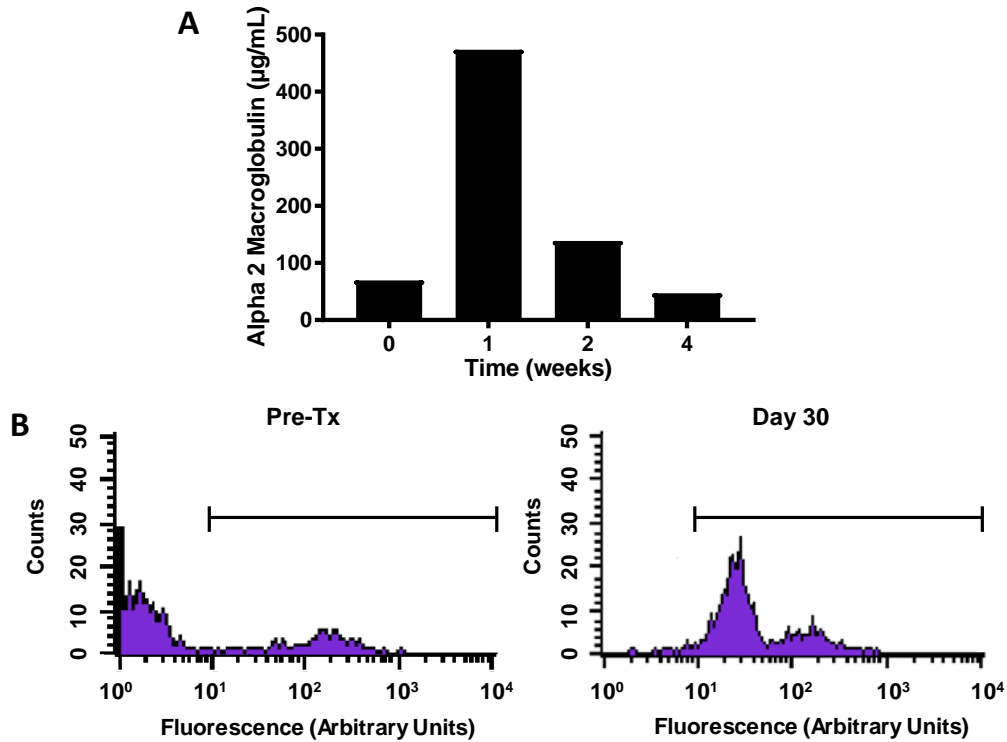 A
Alpha 2 Macroglobulin (µg/mL)
500
400
300
200
100
0
0 1 2 4
Time (weeks)
B
Pre-Tx
Counts
50
40
30
20
10
0
10⁰ 10¹ 10² 10³ 10⁴
Fluorescence (Arbitrary Units)
Day 30
Counts
50
40
30
20
10
0
10⁰ 10¹ 10² 10³ 10⁴
Fluorescence (Arbitrary Units)